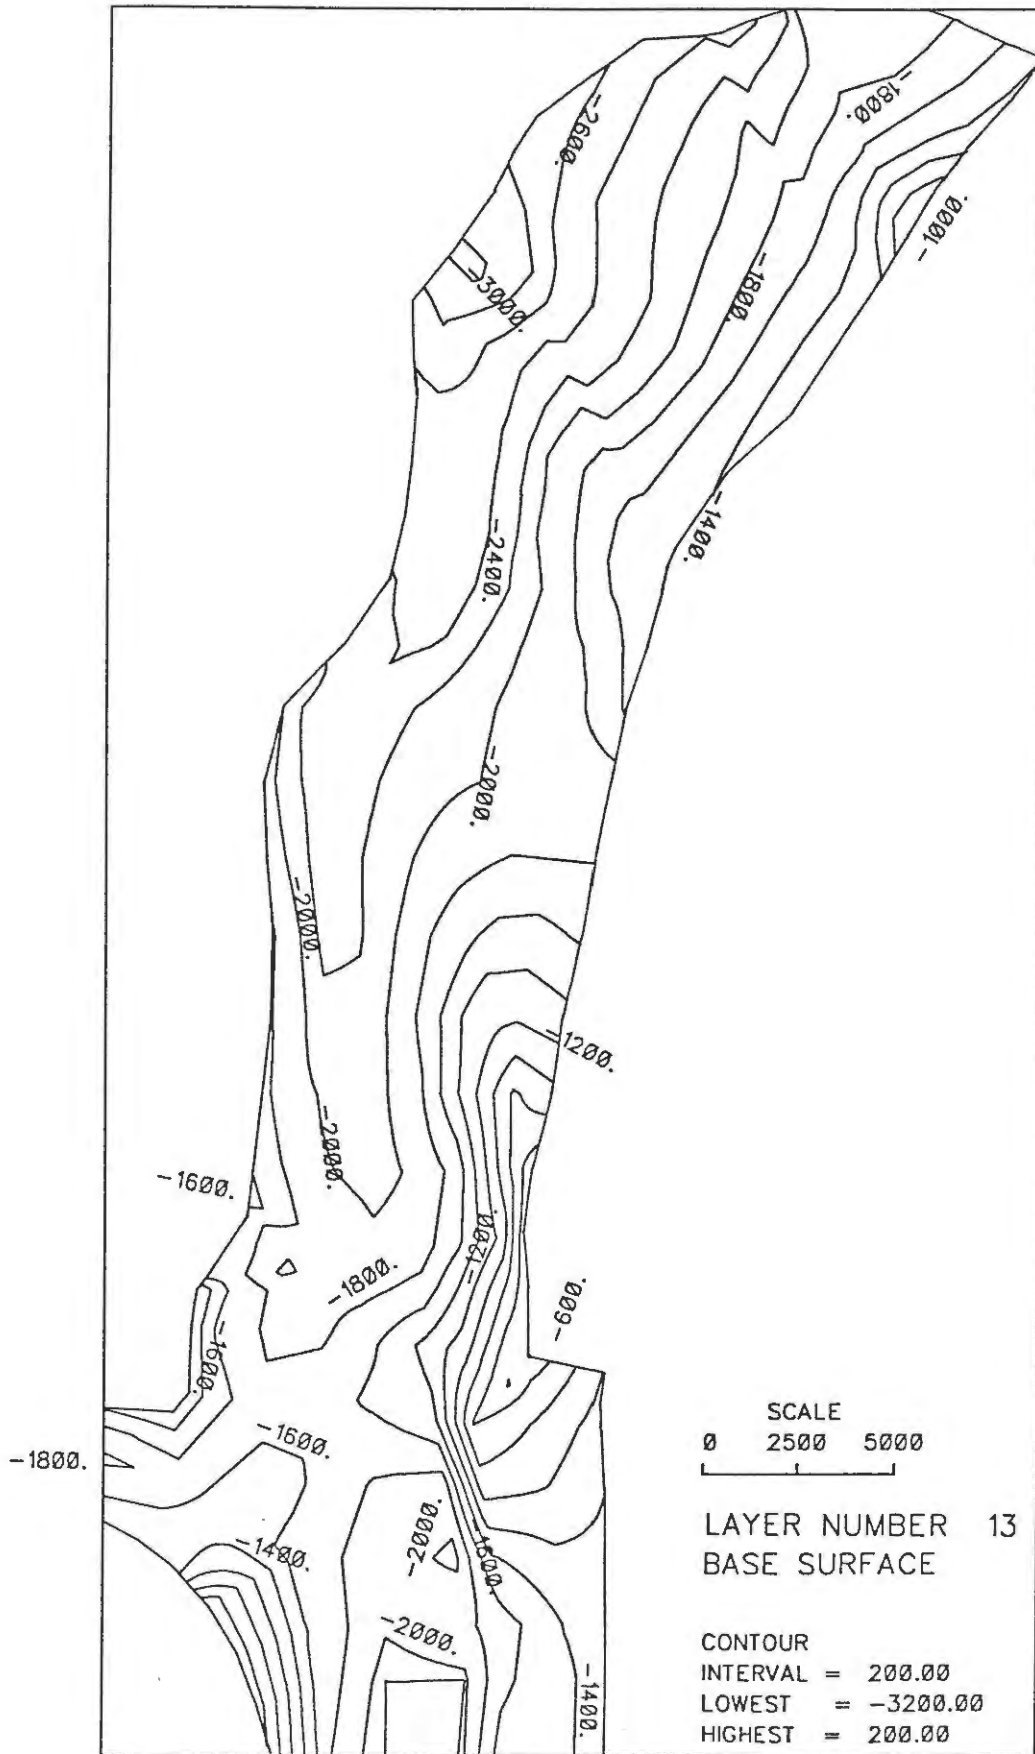 -2600.
-1800.
-1000.
-3000.
-1800.
-1400.
-2400.
-2000.
-2000.
-1200.
-2000.
-1600.
-1200.
-1800.
-600.
-1600.
-1600.
-1800.
-2000.
-1400.
-1600.
-2000.
-1400.
SCALE
0 2500 5000
LAYER NUMBER 13
BASE SURFACE
CONTOUR
INTERVAL = 200.00
LOWEST = -3200.00
HIGHEST = 200.00